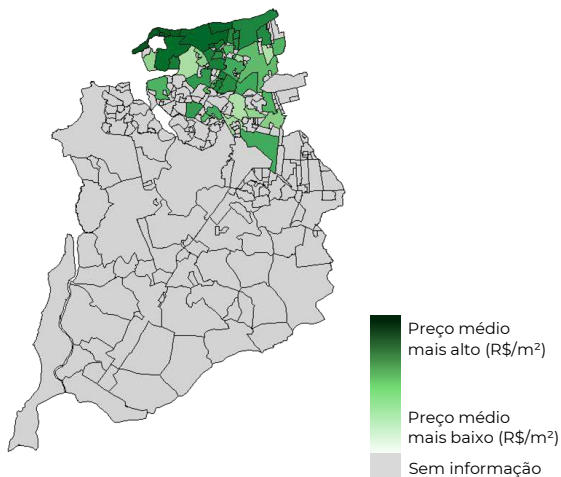 Preço médio
mais alto (R$/m²)
Preço médio
mais baixo (R$/m²)
Sem informação